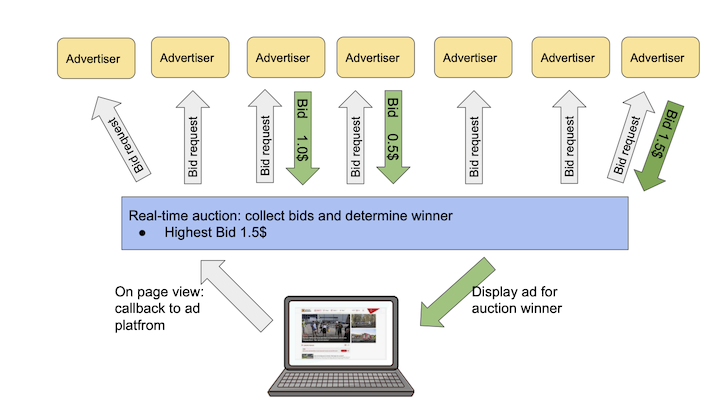 Advertiser
Advertiser
Advertiser
Advertiser
Advertiser
Advertiser
Advertiser
Bid request
Bid request
Bid request
Bid 1.0$
Bid request
Bid 0.5$
Bid request
Bid request
Bid request
Bid 1.5$
Real-time auction: collect bids and determine winner
● Highest Bid 1.5$
On page view:
callback to ad
platfrom
Display ad for
auction winner